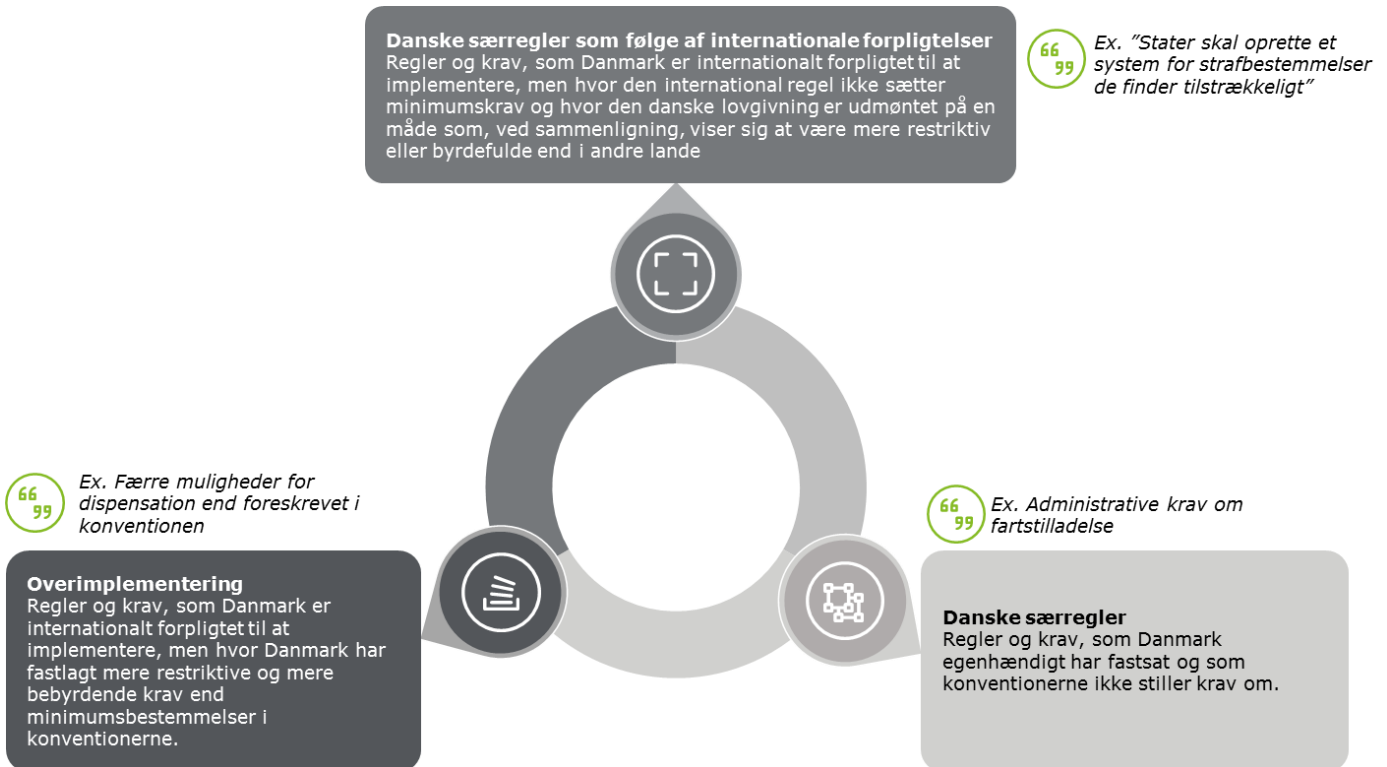 Danske særregler som følge af internationale forpligtelser
Regler og krav, som Danmark er internationalt forpligtet til at
implementere, men hvor den international regel ikke sætter
minimumskrav og hvor den danske lovgivning er udmøntet på en
måde som, ved sammenligning, viser sig at være mere restriktiv
eller byrdefulde end i andre lande
Ex. ”Stater skal oprette et
system for strafbestemmelser
de finder tilstrækkeligt”
Ex. Færre muligheder for
dispensation end foreskrevet i
konventionen
Overimplementering
Regler og krav, som Danmark er
internationalt forpligtet til at
implementere, men hvor Danmark har
fastlagt mere restriktive og mere
bebyrdende krav end
minimumsbestemmelser i
konventionerne.
Ex. Administrative krav om
fartstilladelse
Danske særregler
Regler og krav, som Danmark
egenhændigt har fastsat og som
konventionerne ikke stiller krav om.